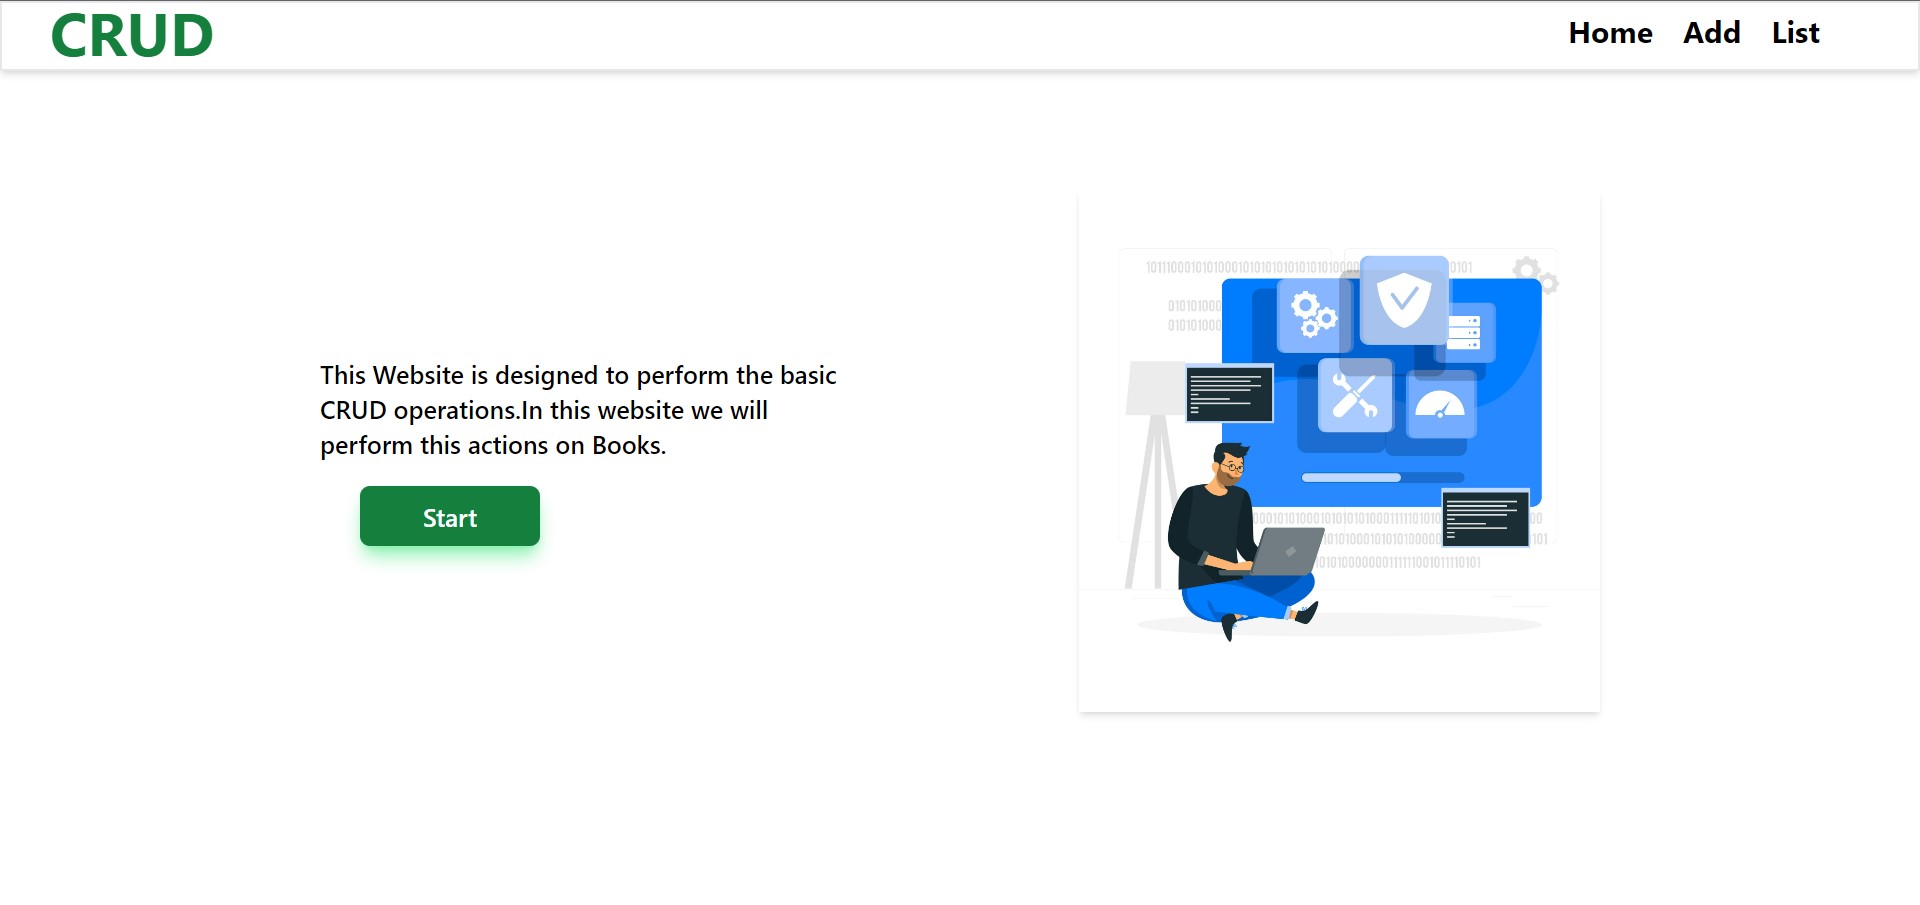 CRUD
Home Add List
This Website is designed to perform the basic
CRUD operations.In this website we will
perform this actions on Books.
Start